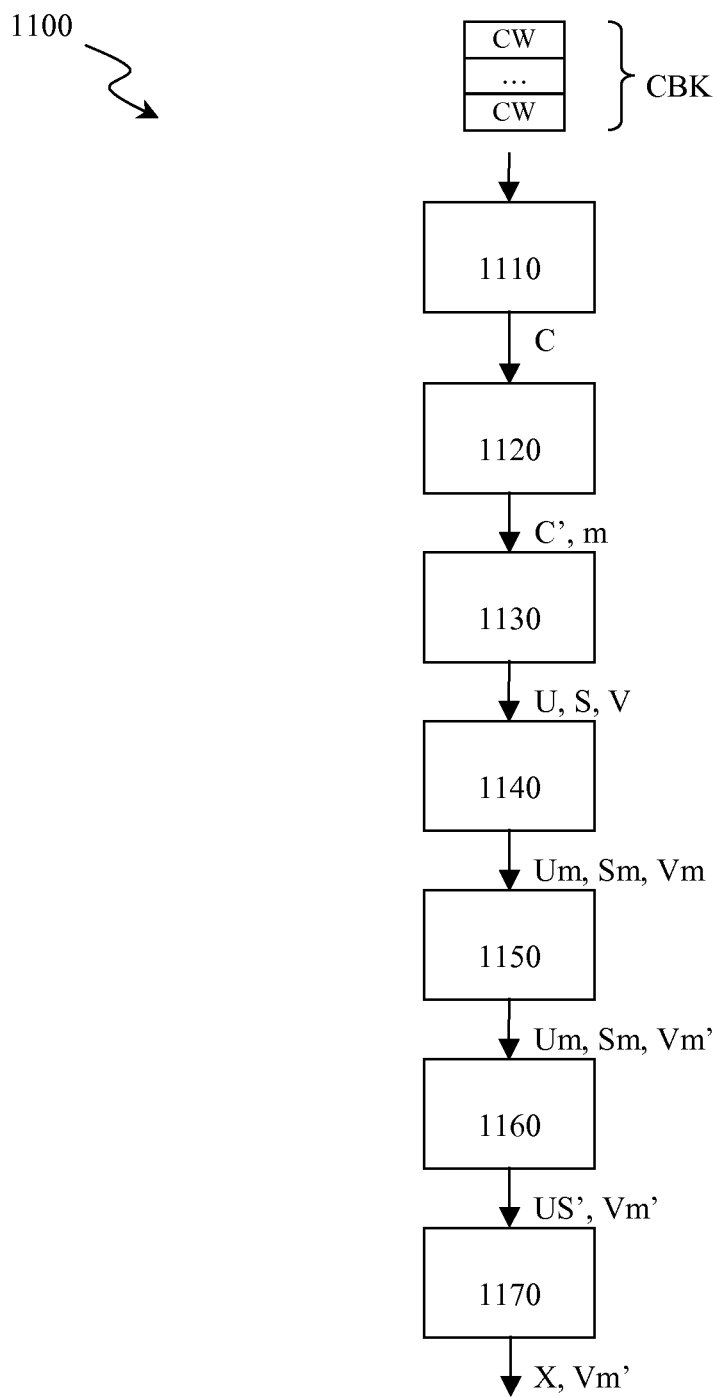 1100
CW
...
CW
CBK
1110
C
1120
C’, m
1130
U, S, V
1140
Um, Sm, Vm
1150
Um, Sm, Vm’
1160
US’, Vm’
1170
X, Vm’